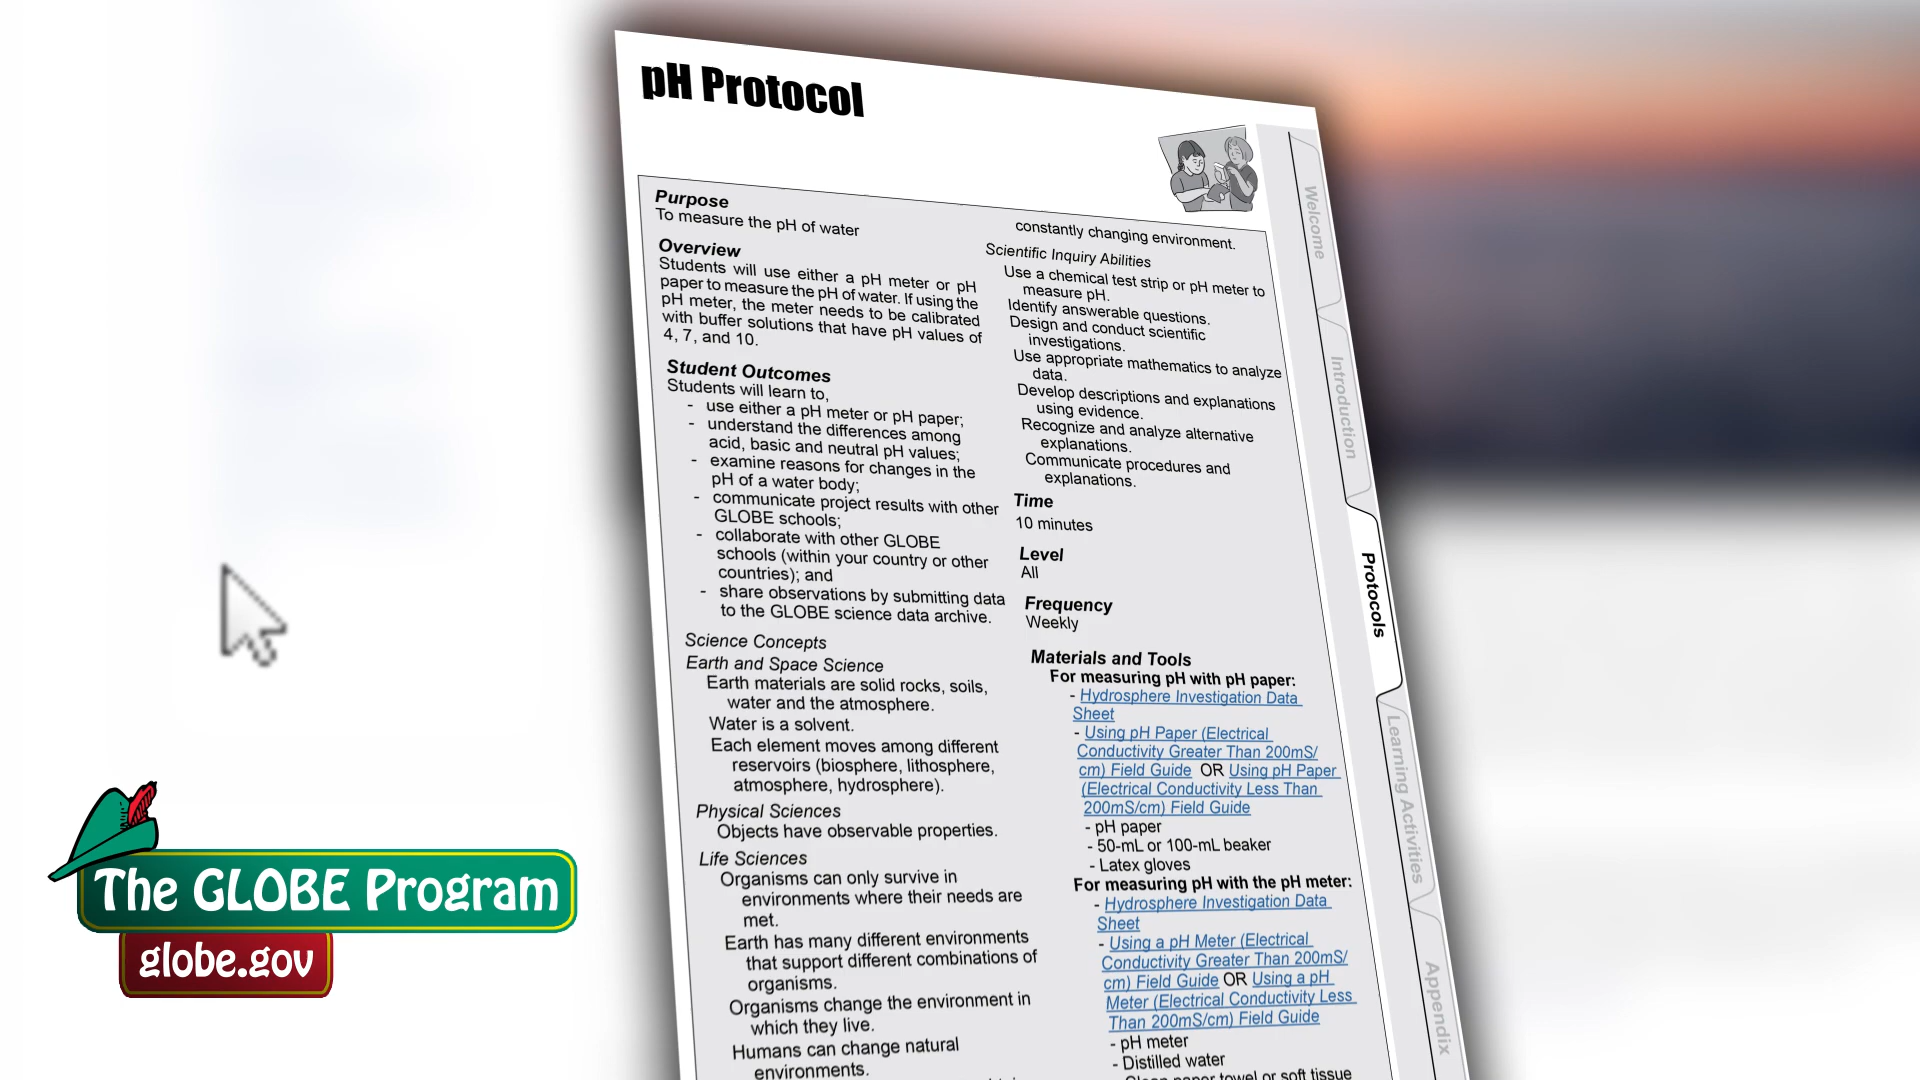 pH Protocol
Purpose
To measure the pH of water
Overview
Students will use either a pH meter or pH
paper to measure the pH of water. If using the
pH meter, the meter needs to be calibrated
with buffer solutions that have pH values of
4, 7, and 10.
Student Outcomes
Students will learn to,
- use either a pH meter or pH paper;
- understand the differences among
acid, basic and neutral pH values;
- examine reasons for changes in the
pH of a water body;
- communicate project results with other
GLOBE schools;
- collaborate with other GLOBE
schools (within your country or other
countries); and
- share observations by submitting data
to the GLOBE science data archive.
Science Concepts
Earth and Space Science
Earth materials are solid rocks, soils,
water and the atmosphere.
Water is a solvent.
Each element moves among different
reservoirs (biosphere, lithosphere,
atmosphere, hydrosphere).
Physical Sciences
Objects have observable properties.
Life Sciences
Organisms can only survive in
environments where their needs are
met.
Earth has many different environments
that support different combinations of
organisms.
Organisms change the environment in
which they live.
Humans can change natural
environments.
constantly changing environment.
Scientific Inquiry Abilities
Use a chemical test strip or pH meter to
measure pH.
Identify answerable questions.
Design and conduct scientific
investigations.
Use appropriate mathematics to analyze
data.
Develop descriptions and explanations
using evidence.
Recognize and analyze alternative
explanations.
Communicate procedures and
explanations.
Time
10 minutes
Level
All
Frequency
Weekly
Materials and Tools
For measuring pH with pH paper:
- Hydrosphere Investigation Data
Sheet
- Using pH Paper (Electrical
Conductivity Greater Than 200mS/
cm) Field Guide OR Using pH Paper
(Electrical Conductivity Less Than
200mS/cm) Field Guide
- pH paper
- 50-mL or 100-mL beaker
- Latex gloves
For measuring pH with the pH meter:
- Hydrosphere Investigation Data
Sheet
- Using a pH Meter (Electrical
Conductivity Greater Than 200mS/
cm) Field Guide OR Using a pH
Meter (Electrical Conductivity Less
Than 200mS/cm) Field Guide
- pH meter
- Distilled water
- Clean paper towel or soft tissue
Welcome
Introduction
Protocols
Learning Activities
Appendix
The GLOBE Program
globe.gov